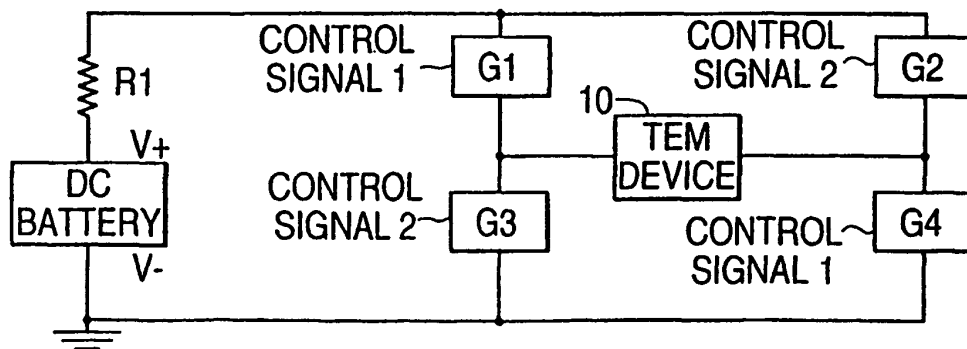 CONTROL
SIGNAL 1
G1
CONTROL
SIGNAL 2
G2
R1
10
TEM
DEVICE
V+
DC
BATTERY
V-
CONTROL
SIGNAL 2
G3
CONTROL
SIGNAL 1
G4